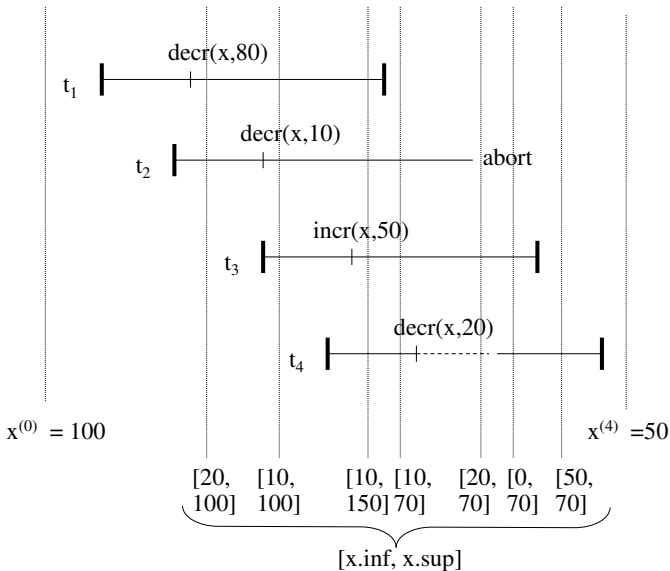 decr(x,80)
t₁
decr(x,10)
t₂
abort
incr(x,50)
t₃
decr(x,20)
t₄
x⁽⁰⁾ = 100
x⁽⁴⁾ =50
[20, 100]
[10, 100]
[10, 150]
[10, 70]
[20, 70]
[0, 70]
[50, 70]
[x.inf, x.sup]